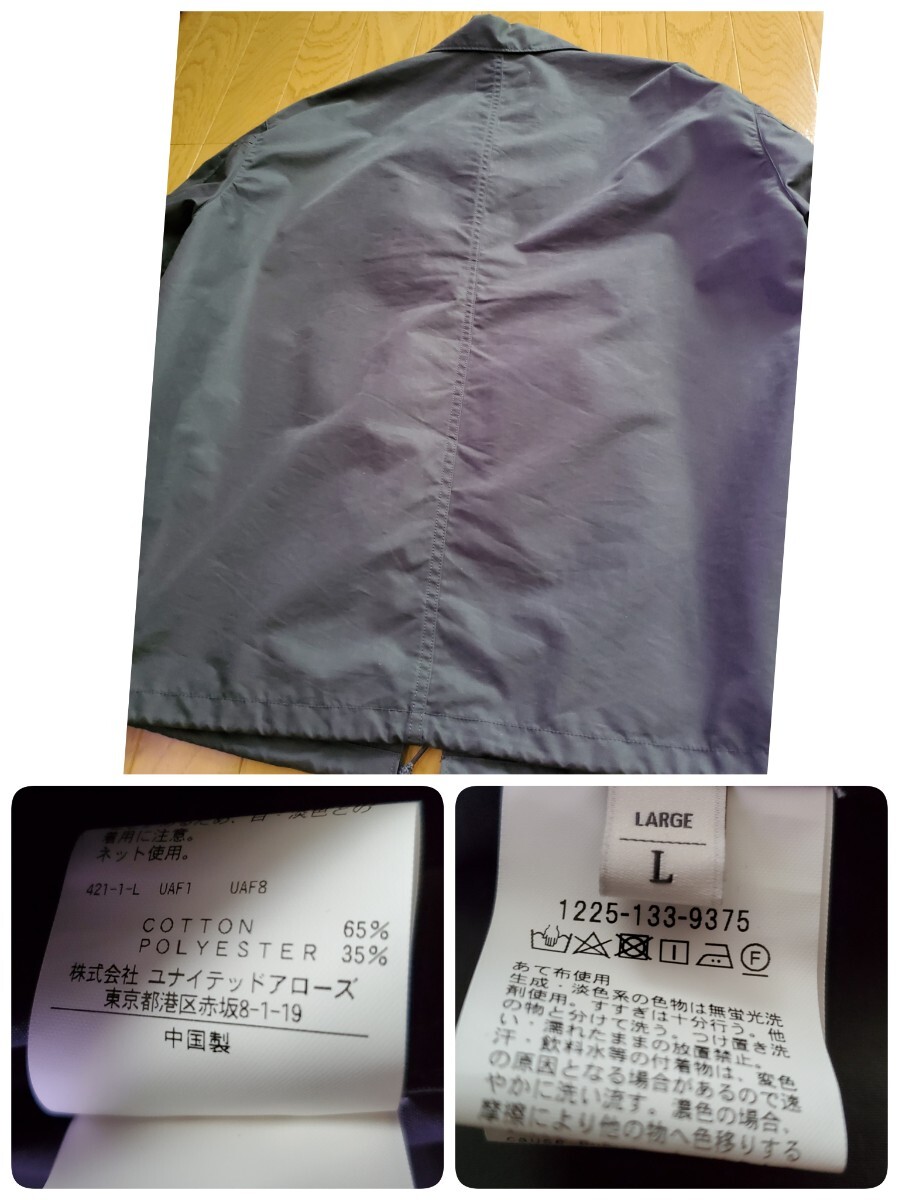 着用に注意。
ネット使用。
421-1-L UAF1 UAF8
COTTON 65%
POLYESTER 35%
株式会社 ユナイテッドアローズ
東京都港区赤坂8-1-19
中国製
LARGE
L
1225-133-9375
F
あて布使用
生成・淡色系の色物は無蛍光洗
剤使用。すすぎは十分行う。他
の物と分けて洗う。つけ置き洗
い・濡れたままの放置禁止。
汗・飲料水等の付着物は、変色
の原因となる場合があるので速
やかに洗い流す。濃色の場合、
摩擦により他の物へ色移りする